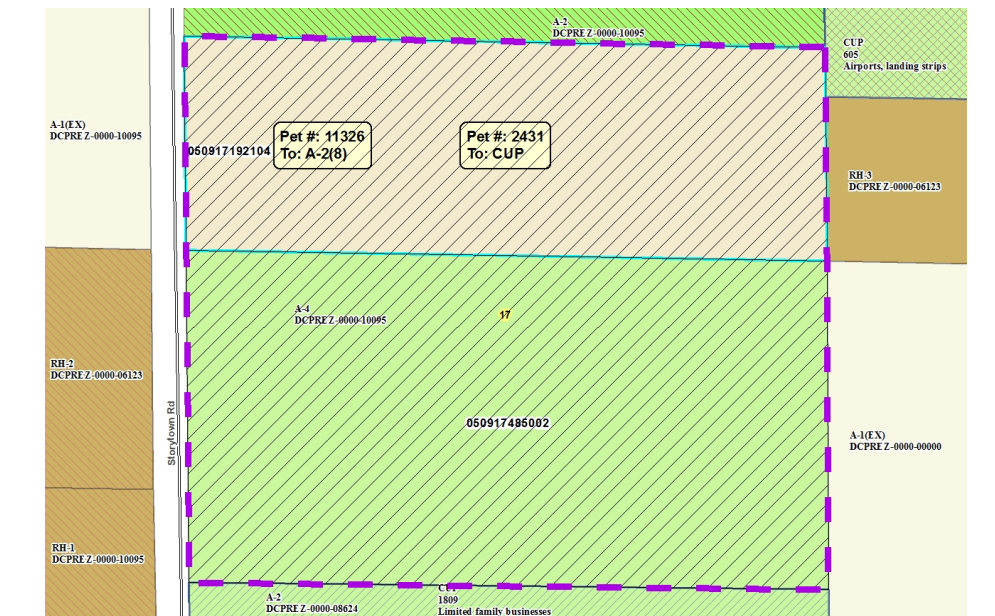 A-2
DCPREZ-0000-10095
CUP
605
Airports, landing strips
A-1(EX)
DCPREZ-0000-10095
Pet #: 11326
To: A-2(8)
Pet #: 2431
To: CUP
050917192104
RH-3
DCPREZ-0000-06123
A-4
DCPREZ-0000-10095
17
RH-2
DCPREZ-0000-06123
Storytown Rd
050917485002
A-1(EX)
DCPREZ-0000-00000
RH-1
DCPREZ-0000-10095
A-2
DCPREZ-0000-08624
CUP
1809
Limited family businesses